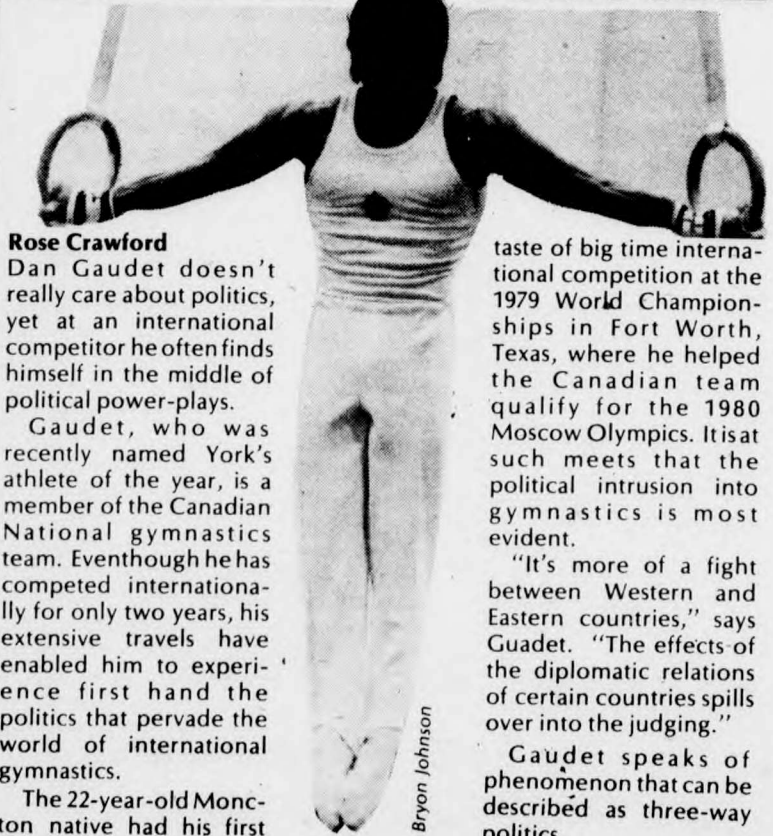 Rose Crawford
Dan Gaudet doesn't
really care about politics,
yet at an international
competitor he often finds
himself in the middle of
political power-plays.
Gaudet, who was
recently named York's
athlete of the year, is a
member of the Canadian
National gymnastics
team. Eventhough he has
competed internationa-
lly for only two years, his
extensive travels have
enabled him to experi-
ence first hand the
politics that pervade the
world of international
gymnastics.
The 22-year-old Monc-
ton native had his first
taste of big time interna-
tional competition at the
1979 World Champion-
ships in Fort Worth,
Texas, where he helped
the Canadian team
qualify for the 1980
Moscow Olympics. It is at
such meets that the
political intrusion into
gymnastics is most
evident.
"It's more of a fight
between Western and
Eastern countries," says
Guadet. "The effects of
the diplomatic relations
of certain countries spills
over into the judging."
Gaudet speaks of
phenomenon that can be
described as three-way
politics
Bryon Johnson